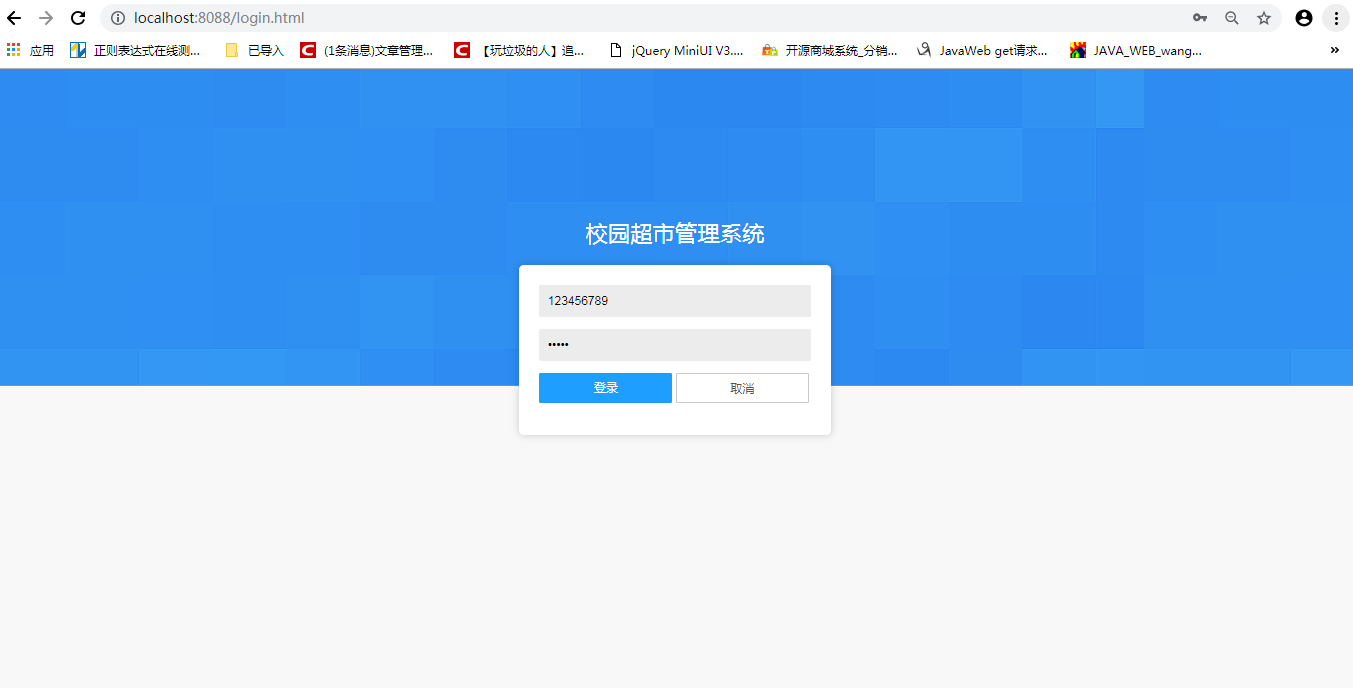 localhost:8088/login.html
应用 正则表达式在线测... 已导入 (1条消息)文章管理... 【玩垃圾的人】追... jQuery MiniUI V3.... 开源商城系统_分销... JavaWeb get请求... JAVA_WEB_wang... »
校园超市管理系统
123456789
•••••
登录 取消